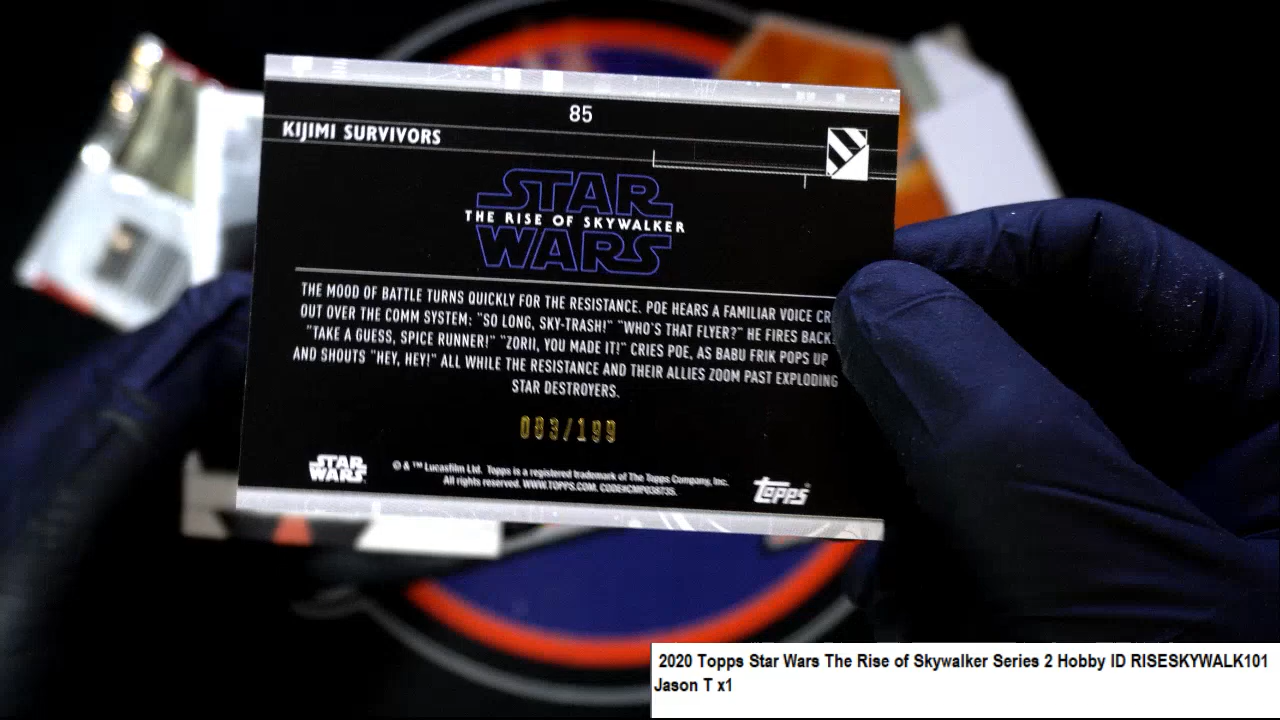 85
KIJIMI SURVIVORS
STAR
THE RISE OF SKYWALKER
WARS
THE MOOD OF BATTLE TURNS QUICKLY FOR THE RESISTANCE. POE HEARS A FAMILIAR VOICE
OUT OVER THE COMM SYSTEM: "SO LONG, SKY-TRASH!" "WHO'S THAT FLYER?" HE FIRES BACK.
"TAKE A GUESS, SPICE RUNNER!" "ZORII, YOU MADE IT!" CRIES POE, AS BABU FRIK POPS UP
AND SHOUTS "HEY, HEY!" ALL WHILE THE RESISTANCE AND THEIR ALLIES ZOOM PAST EXPLODING
STAR DESTROYERS.
083/199
STAR
WARS
© & ™ Lucasfilm Ltd. Topps is a registered trademark of The Topps Company, Inc.
All rights reserved. WWW.TOPPS.COM. CODE#CMP038735.
TOPPS
2020 Topps Star Wars The Rise of Skywalker Series 2 Hobby ID RISESKYWALK101
Jason T x1